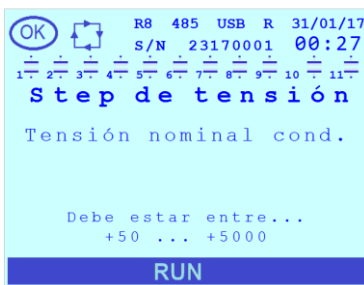 OK R8 485 USB R 31/01/17
S/N 23170001 00:27
1 2 3 4 5 6 7 8 9 10 11
Step de tensión
Tensión nominal cond.
Debe estar entre...
+50 ... +5000
RUN